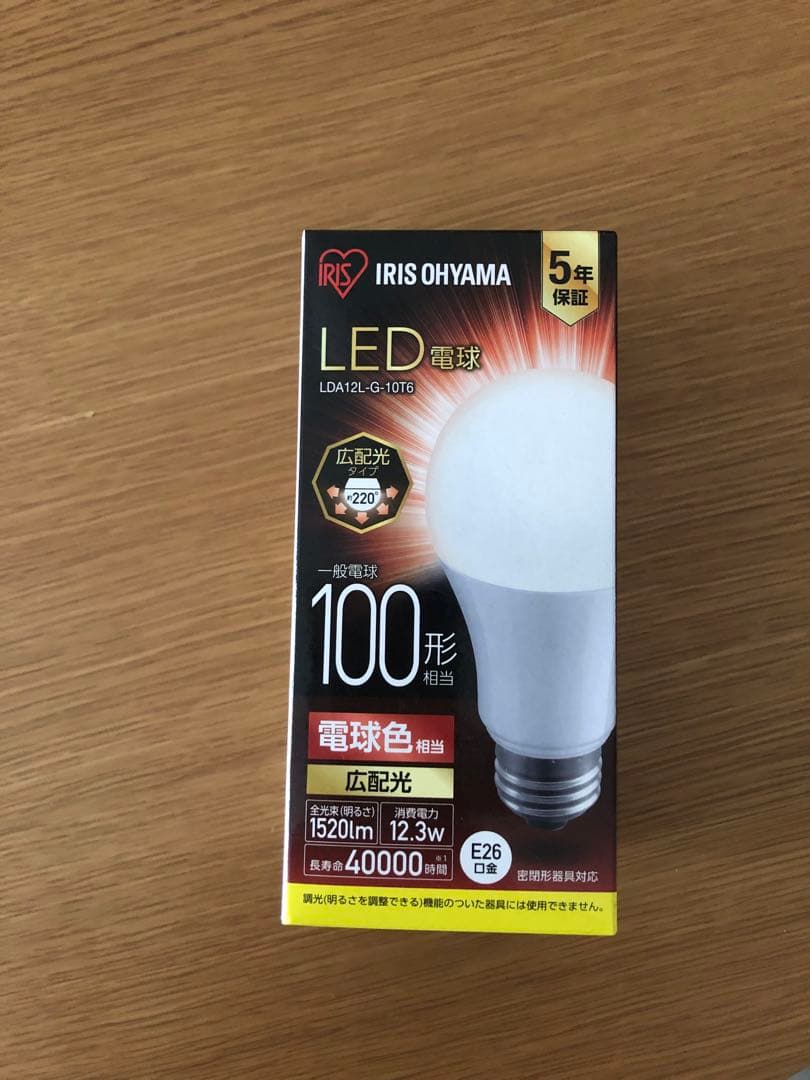 IRIS
IRIS OHYAMA
5年
保証
LED電球
LDA12L-G-10T6
広配光
タイプ
約220°
一般電球
100形
相当
電球色相当
広配光
全光束(明るさ)
1520lm
消費電力
12.3w
長寿命40000時間※1
E26
口金
密閉形器具対応
調光(明るさを調整できる)機能のついた器具には使用できません。